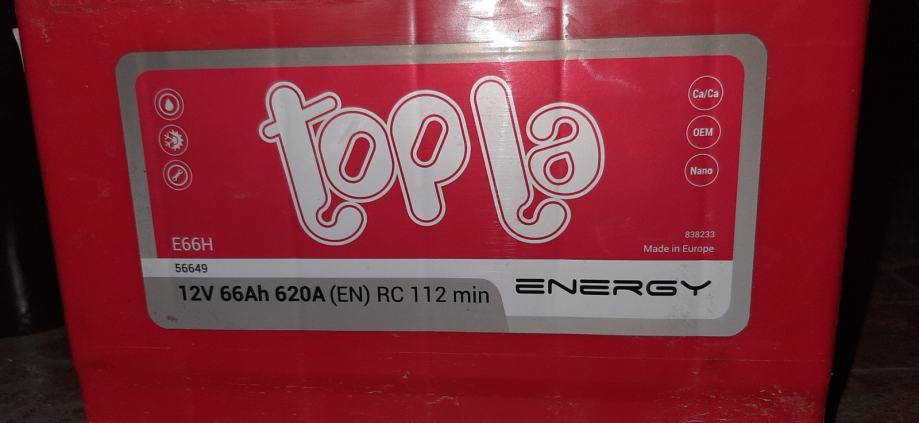 topla
Ca/Ca
OEM
Nano
E66H
838233
Made in Europe
56649
12V 66Ah 620A (EN) RC 112 min
ENERGY